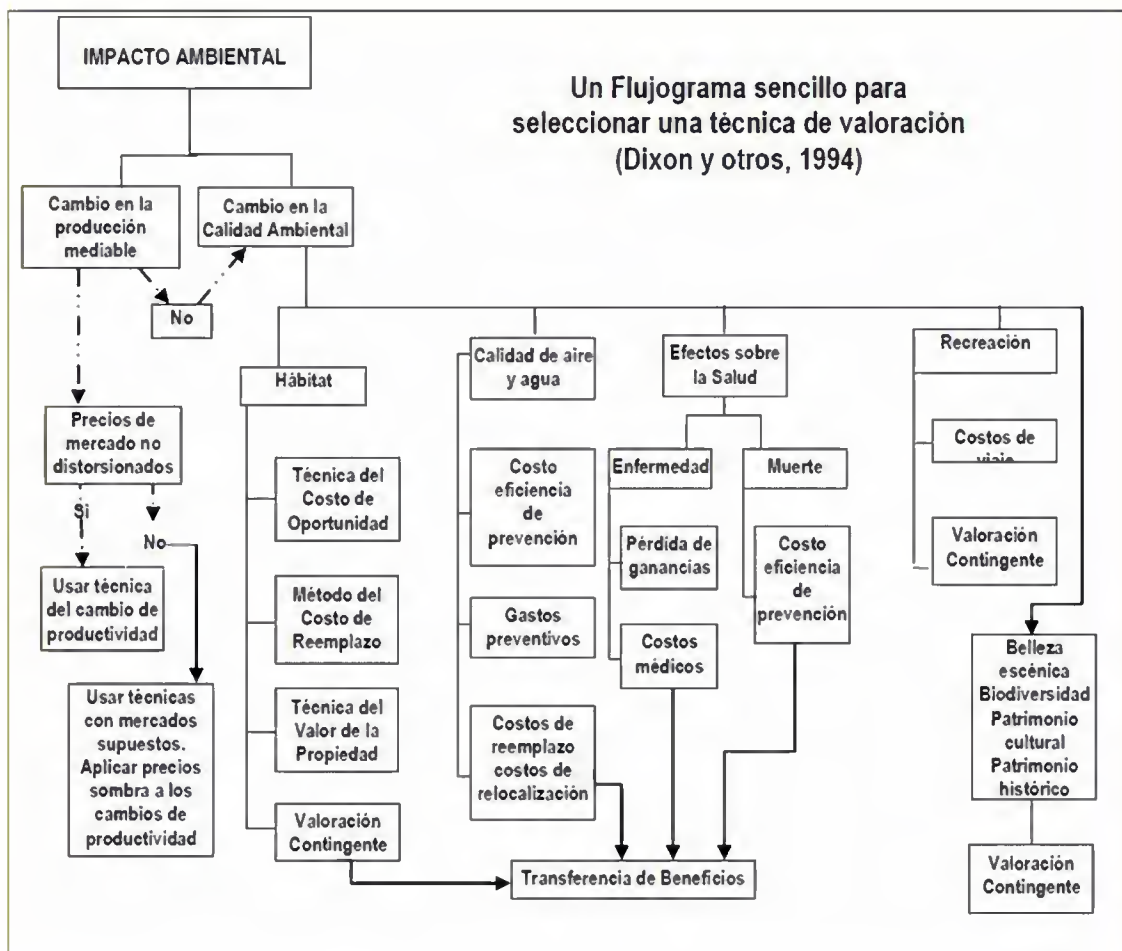 IMPACTO AMBIENTAL
Un Flujograma sencillo para
seleccionar una técnica de valoración
(Dixon y otros, 1994)
Cambio en la
producción
mediable
Cambio en la
Calidad Ambiental
No
Hàbitat
Calidad de aire
y agua
Efectos sobre
la Salud
Recreación
Precios de
mercado no
distorsionados
Si
No
Usar técnica
del cambio de
productividad
Usar técnicas
con mercados
supuestos.
Aplicar precios
sombra a los
cambios de
productividad
Técnica del
Costo de
Oportunidad
Método del
Costo de
Reemplazo
Técnica del
Valor de la
Propiedad
Valoración
Contingente
Costo
eficiencia
de
prevención
Gastos
preventivos
Costos de
reemplazo
costos de
relocalización
Enfermedad
Muerte
Pérdida de
ganancias
Costos
médicos
Costo
eficiencia
de
prevención
Costos de
viaje
Valoración
Contingente
Belleza
escénica
Biodiversidad
Patrimonio
cultural
Patrimonio
histórico
Valoración
Contingente
Transferencia de Beneficios